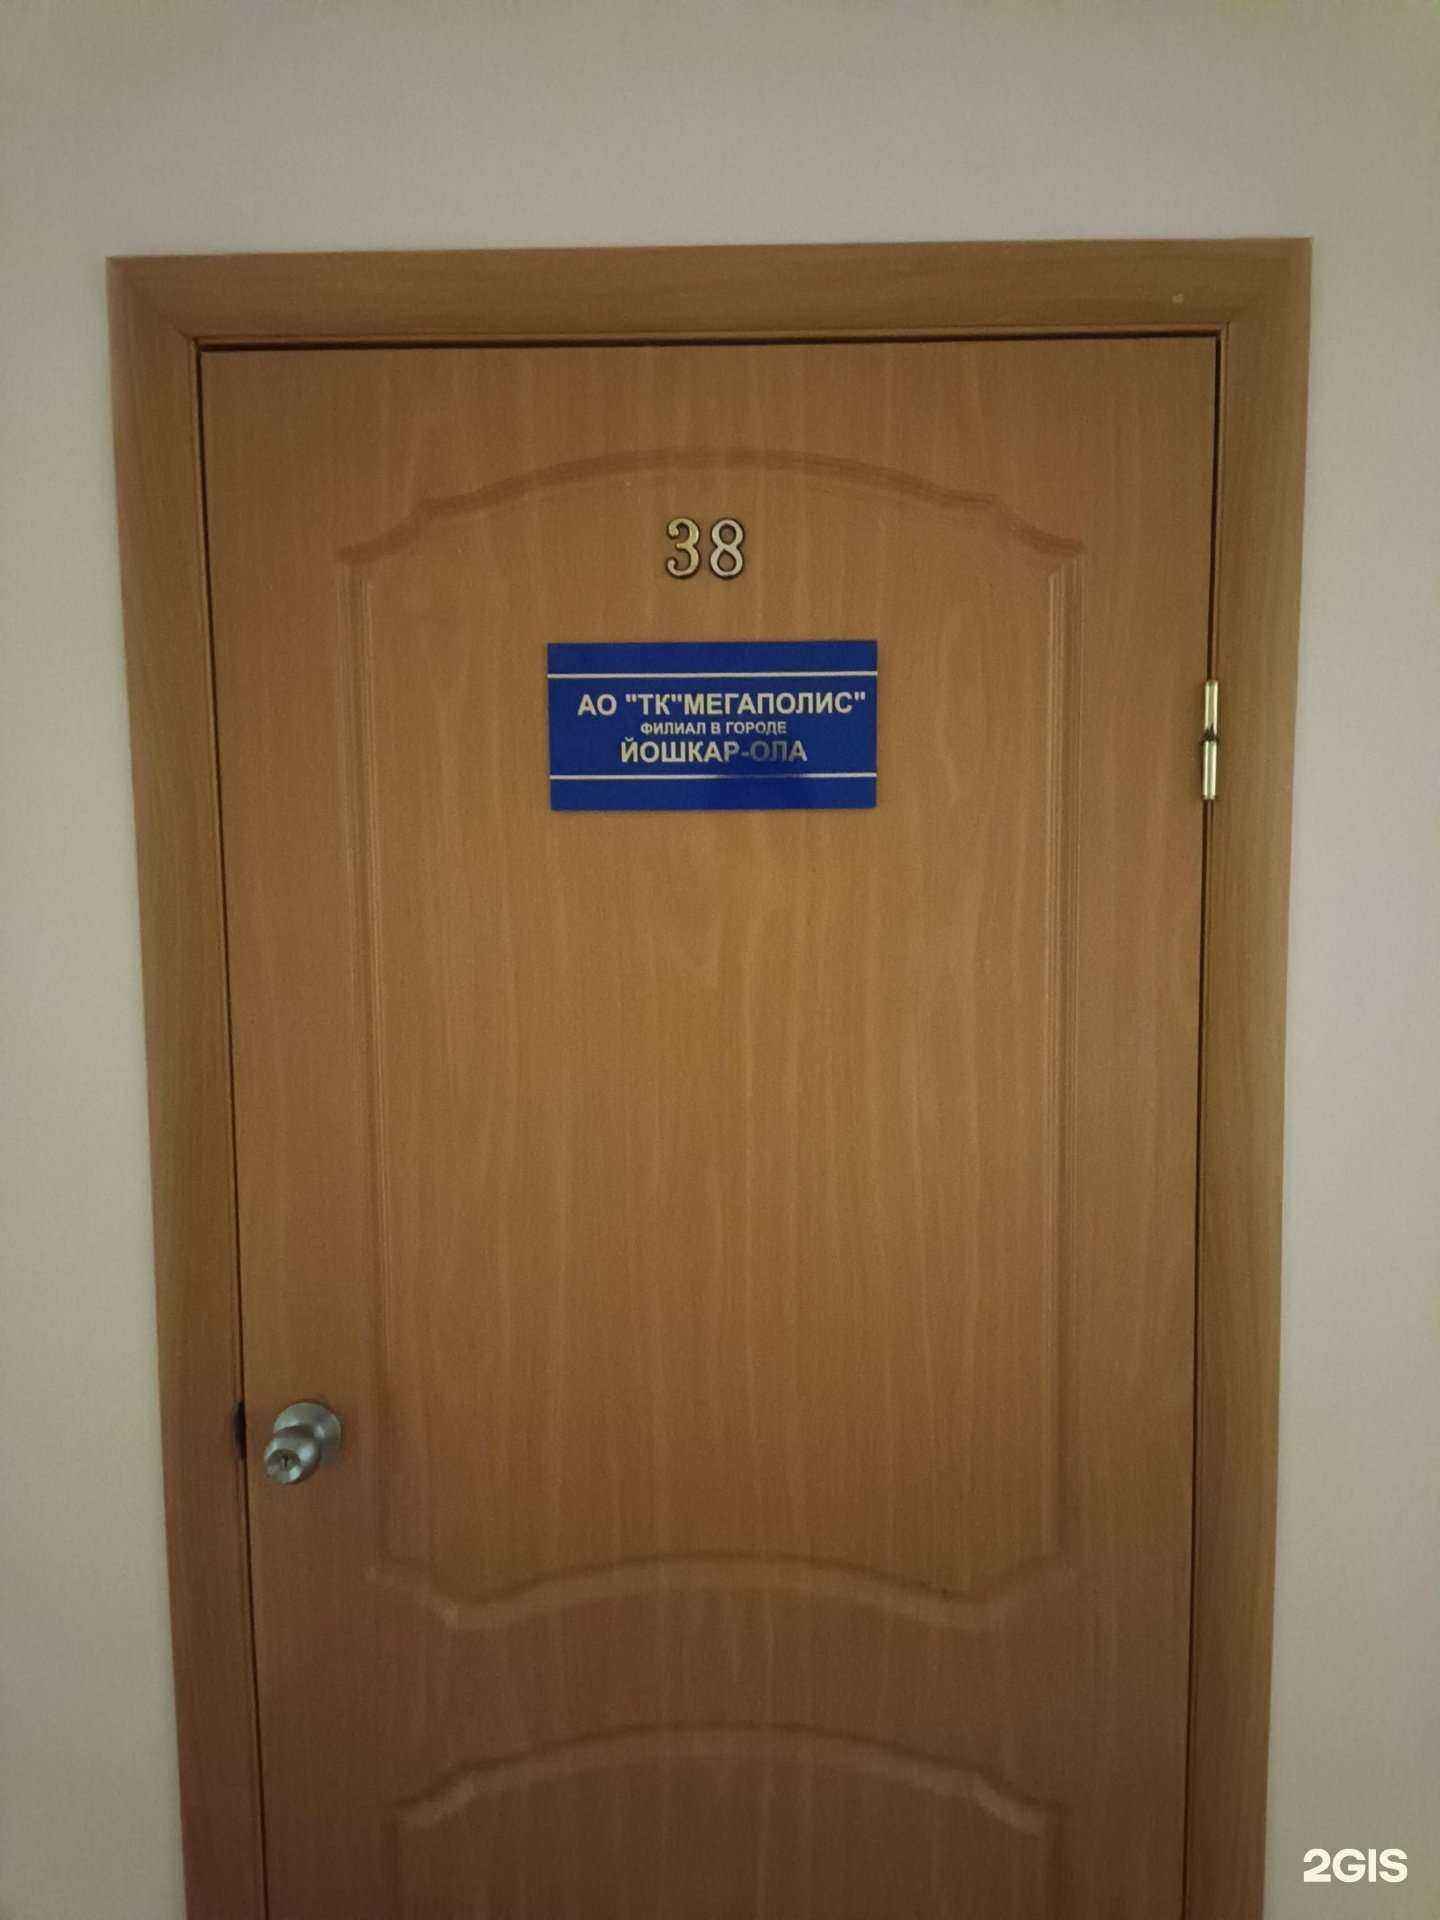 38
АО "ТК"МЕГАПОЛИС"
ФИЛИАЛ В ГОРОДЕ
ЙОШКАР-ОЛА
2GIS